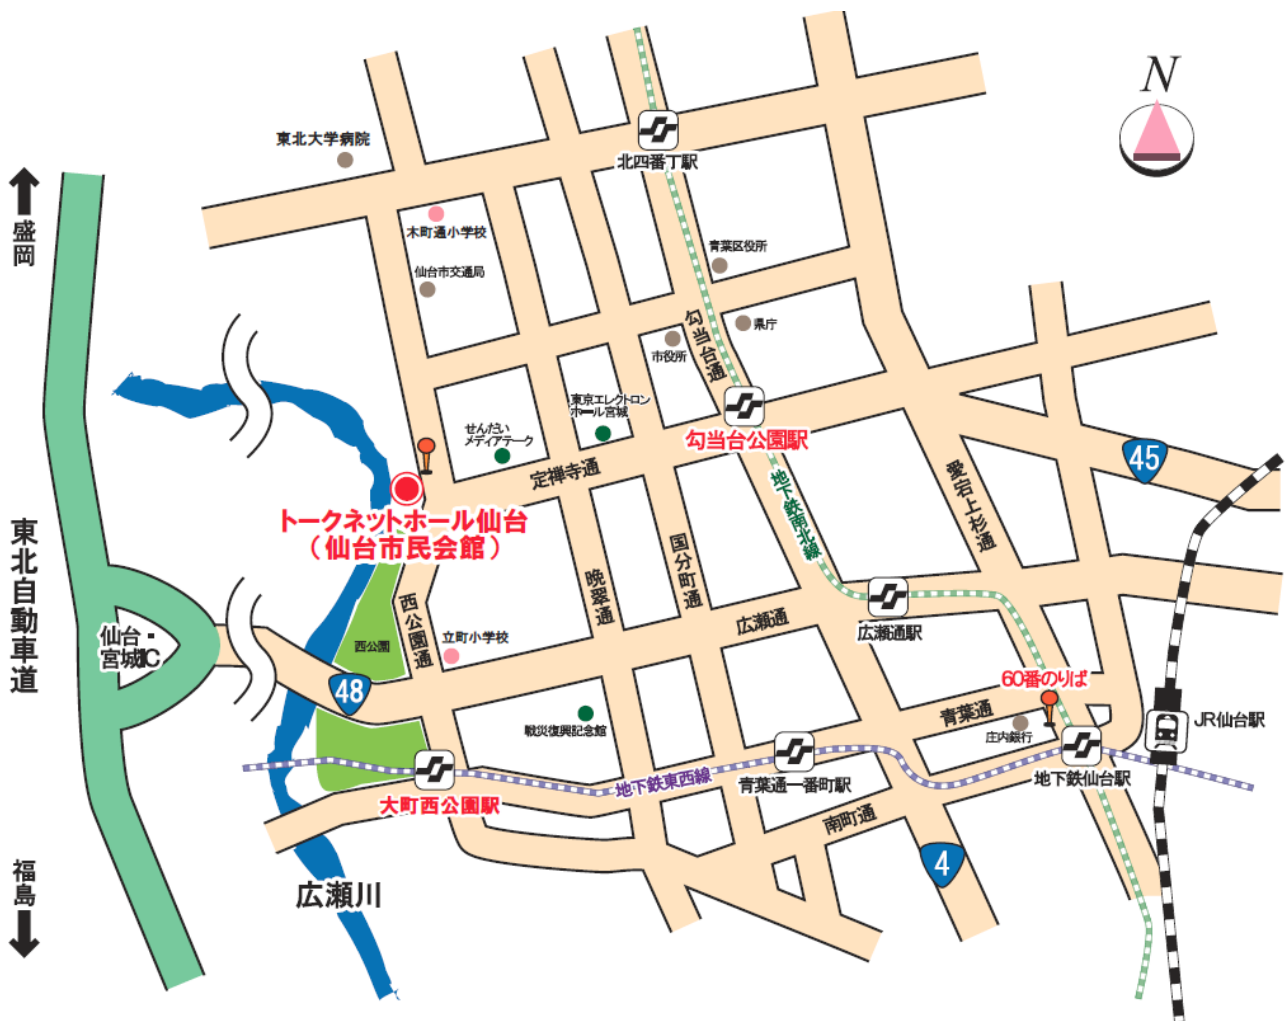 N
東北大学病院
北四番丁駅
盛岡
木町通小学校
青葉区役所
仙台市交通局
県庁
勾当台通
市役所
東京エレクトロン
ホール宮城
せんだい
メディアテーク
勾当台公園駅
45
定禅寺通
愛宕上杉通
地下鉄南北線
トークネットホール仙台
（仙台市民会館）
東北自動車道
国分町通
晩翠通
西公園通
広瀬通
広瀬通駅
仙台・
宮城IC
立町小学校
西公園
48
60番のりば
青葉通
JR仙台駅
戦災復興記念館
庄内銀行
地下鉄仙台駅
地下鉄東西線
青葉通一番町駅
大町西公園駅
南町通
4
福島
広瀬川